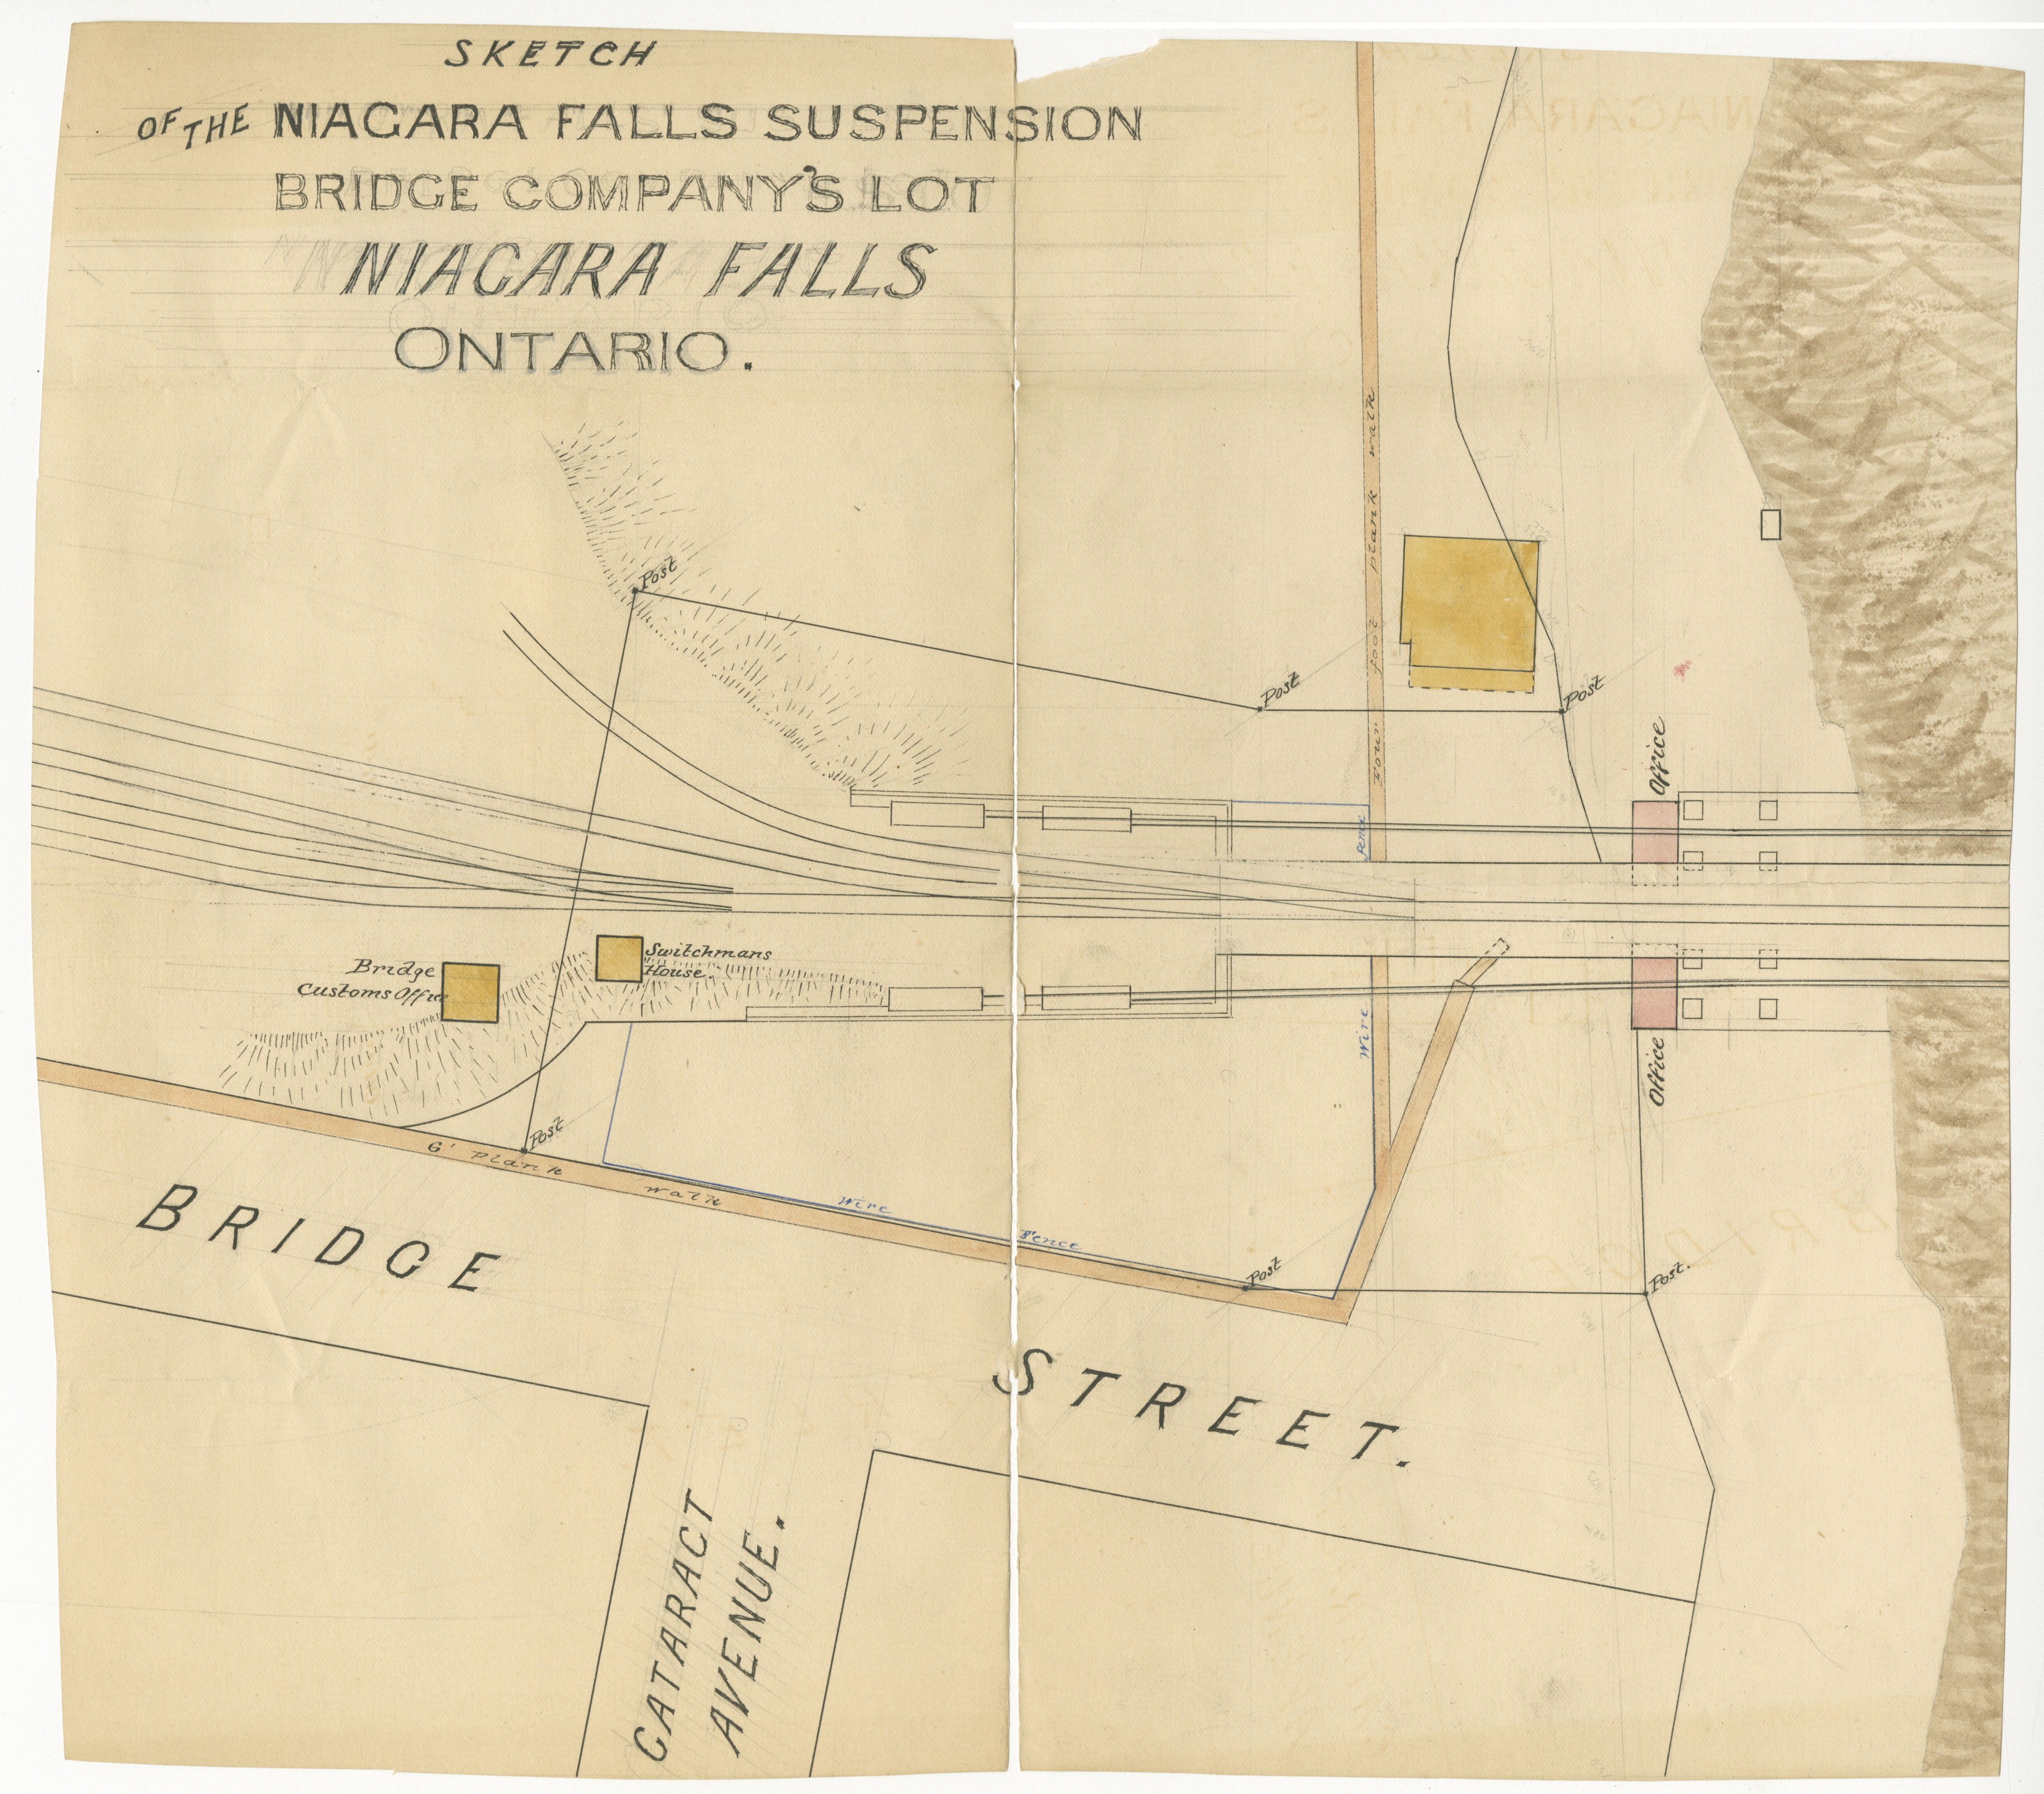 SKETCH
OF THE NIAGARA FALLS SUSPENSION
BRIDGE COMPANY'S LOT
NIAGARA FALLS
ONTARIO.
Post
Post
Post
Four foot plank walk
Office
fence
Switchmans
House.
Bridge
Customs Office
Wire
Office
Post
6' Plank
walk
Wire
fence
Post
Post.
BRIDGE
STREET.
CATARACT
AVENUE.